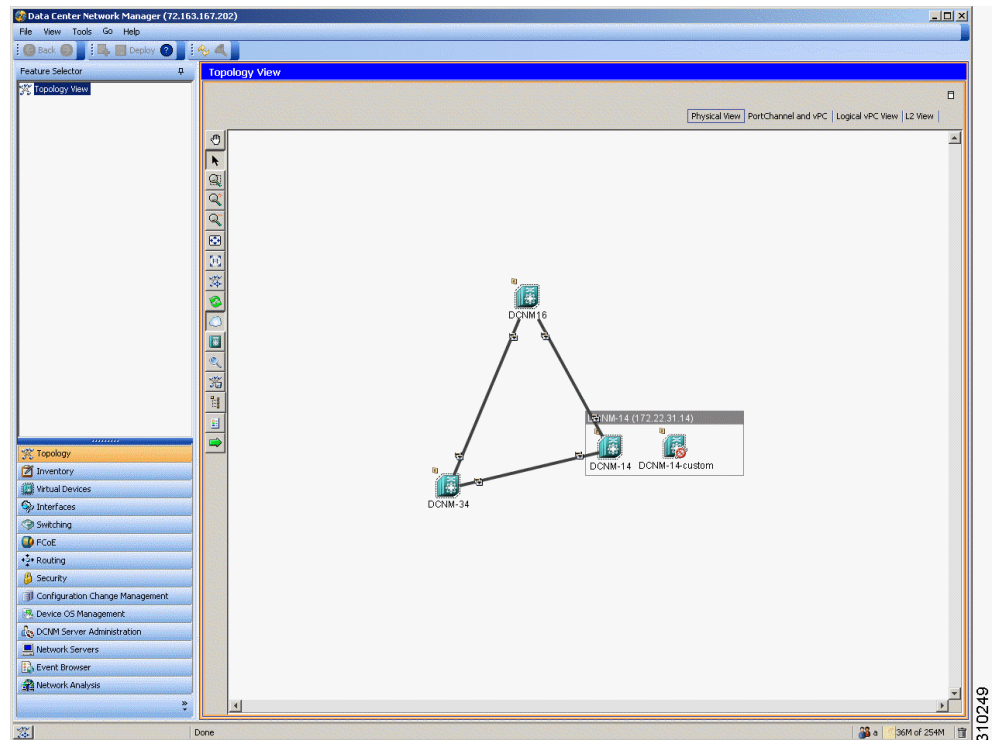 Data Center Network Manager (72.163.167.202)
File View Tools Go Help
Back Deploy ?
Feature Selector
Topology View
Topology View
Physical View PortChannel and vPC Logical vPC View L2 View
DCNM16
DCNM-14 (172.22.31.14)
DCNM-14 DCNM-14-custom
DCNM-34
Topology
Inventory
Virtual Devices
Interfaces
Switching
FCoE
Routing
Security
Configuration Change Management
Device OS Management
DCNM Server Administration
Network Servers
Event Browser
Network Analysis
Done
a 36M of 254M
310249